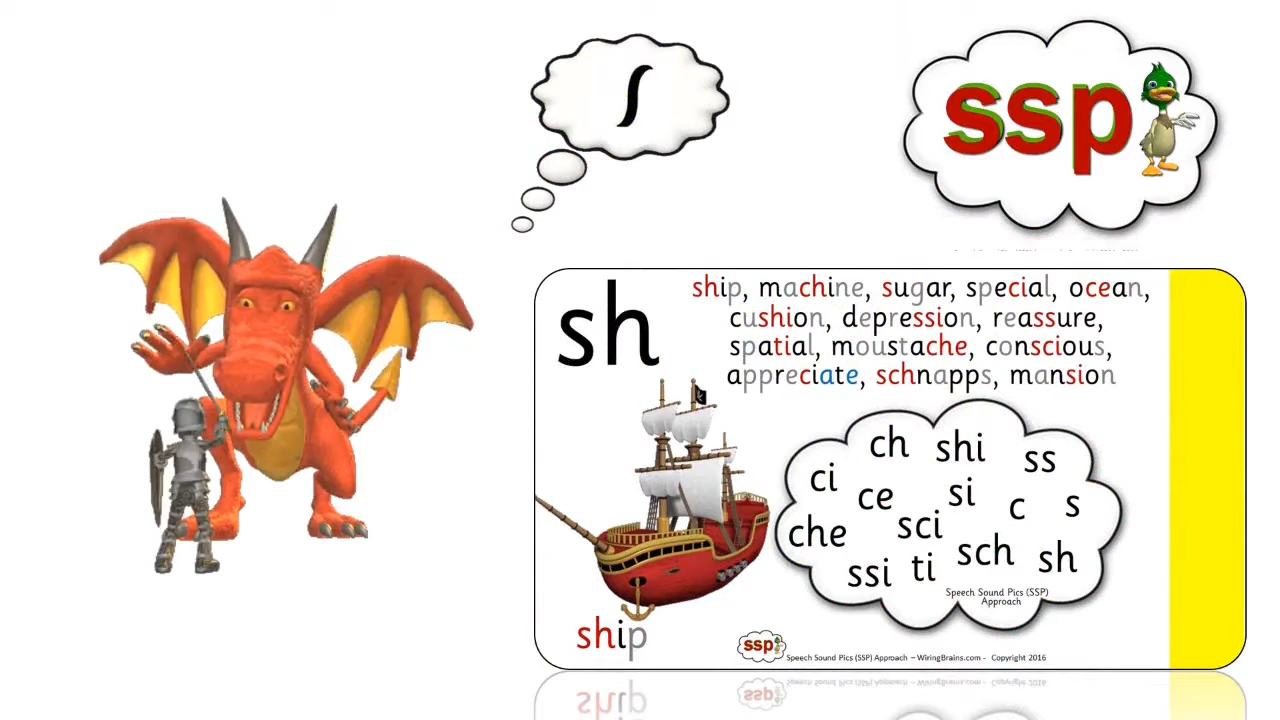 ʃ
ssp
sh
ship, machine, sugar, special, ocean,
cushion, depression, reassure,
spatial, moustache, conscious,
appreciate, schnapps, mansion
ch shi ss
ci ce si c s
che sci
ssi ti sch sh
Speech Sound Pics (SSP)
Approach
ship
ssp
Speech Sound Pics (SSP) Approach – WiringBrains.com - Copyright 2016